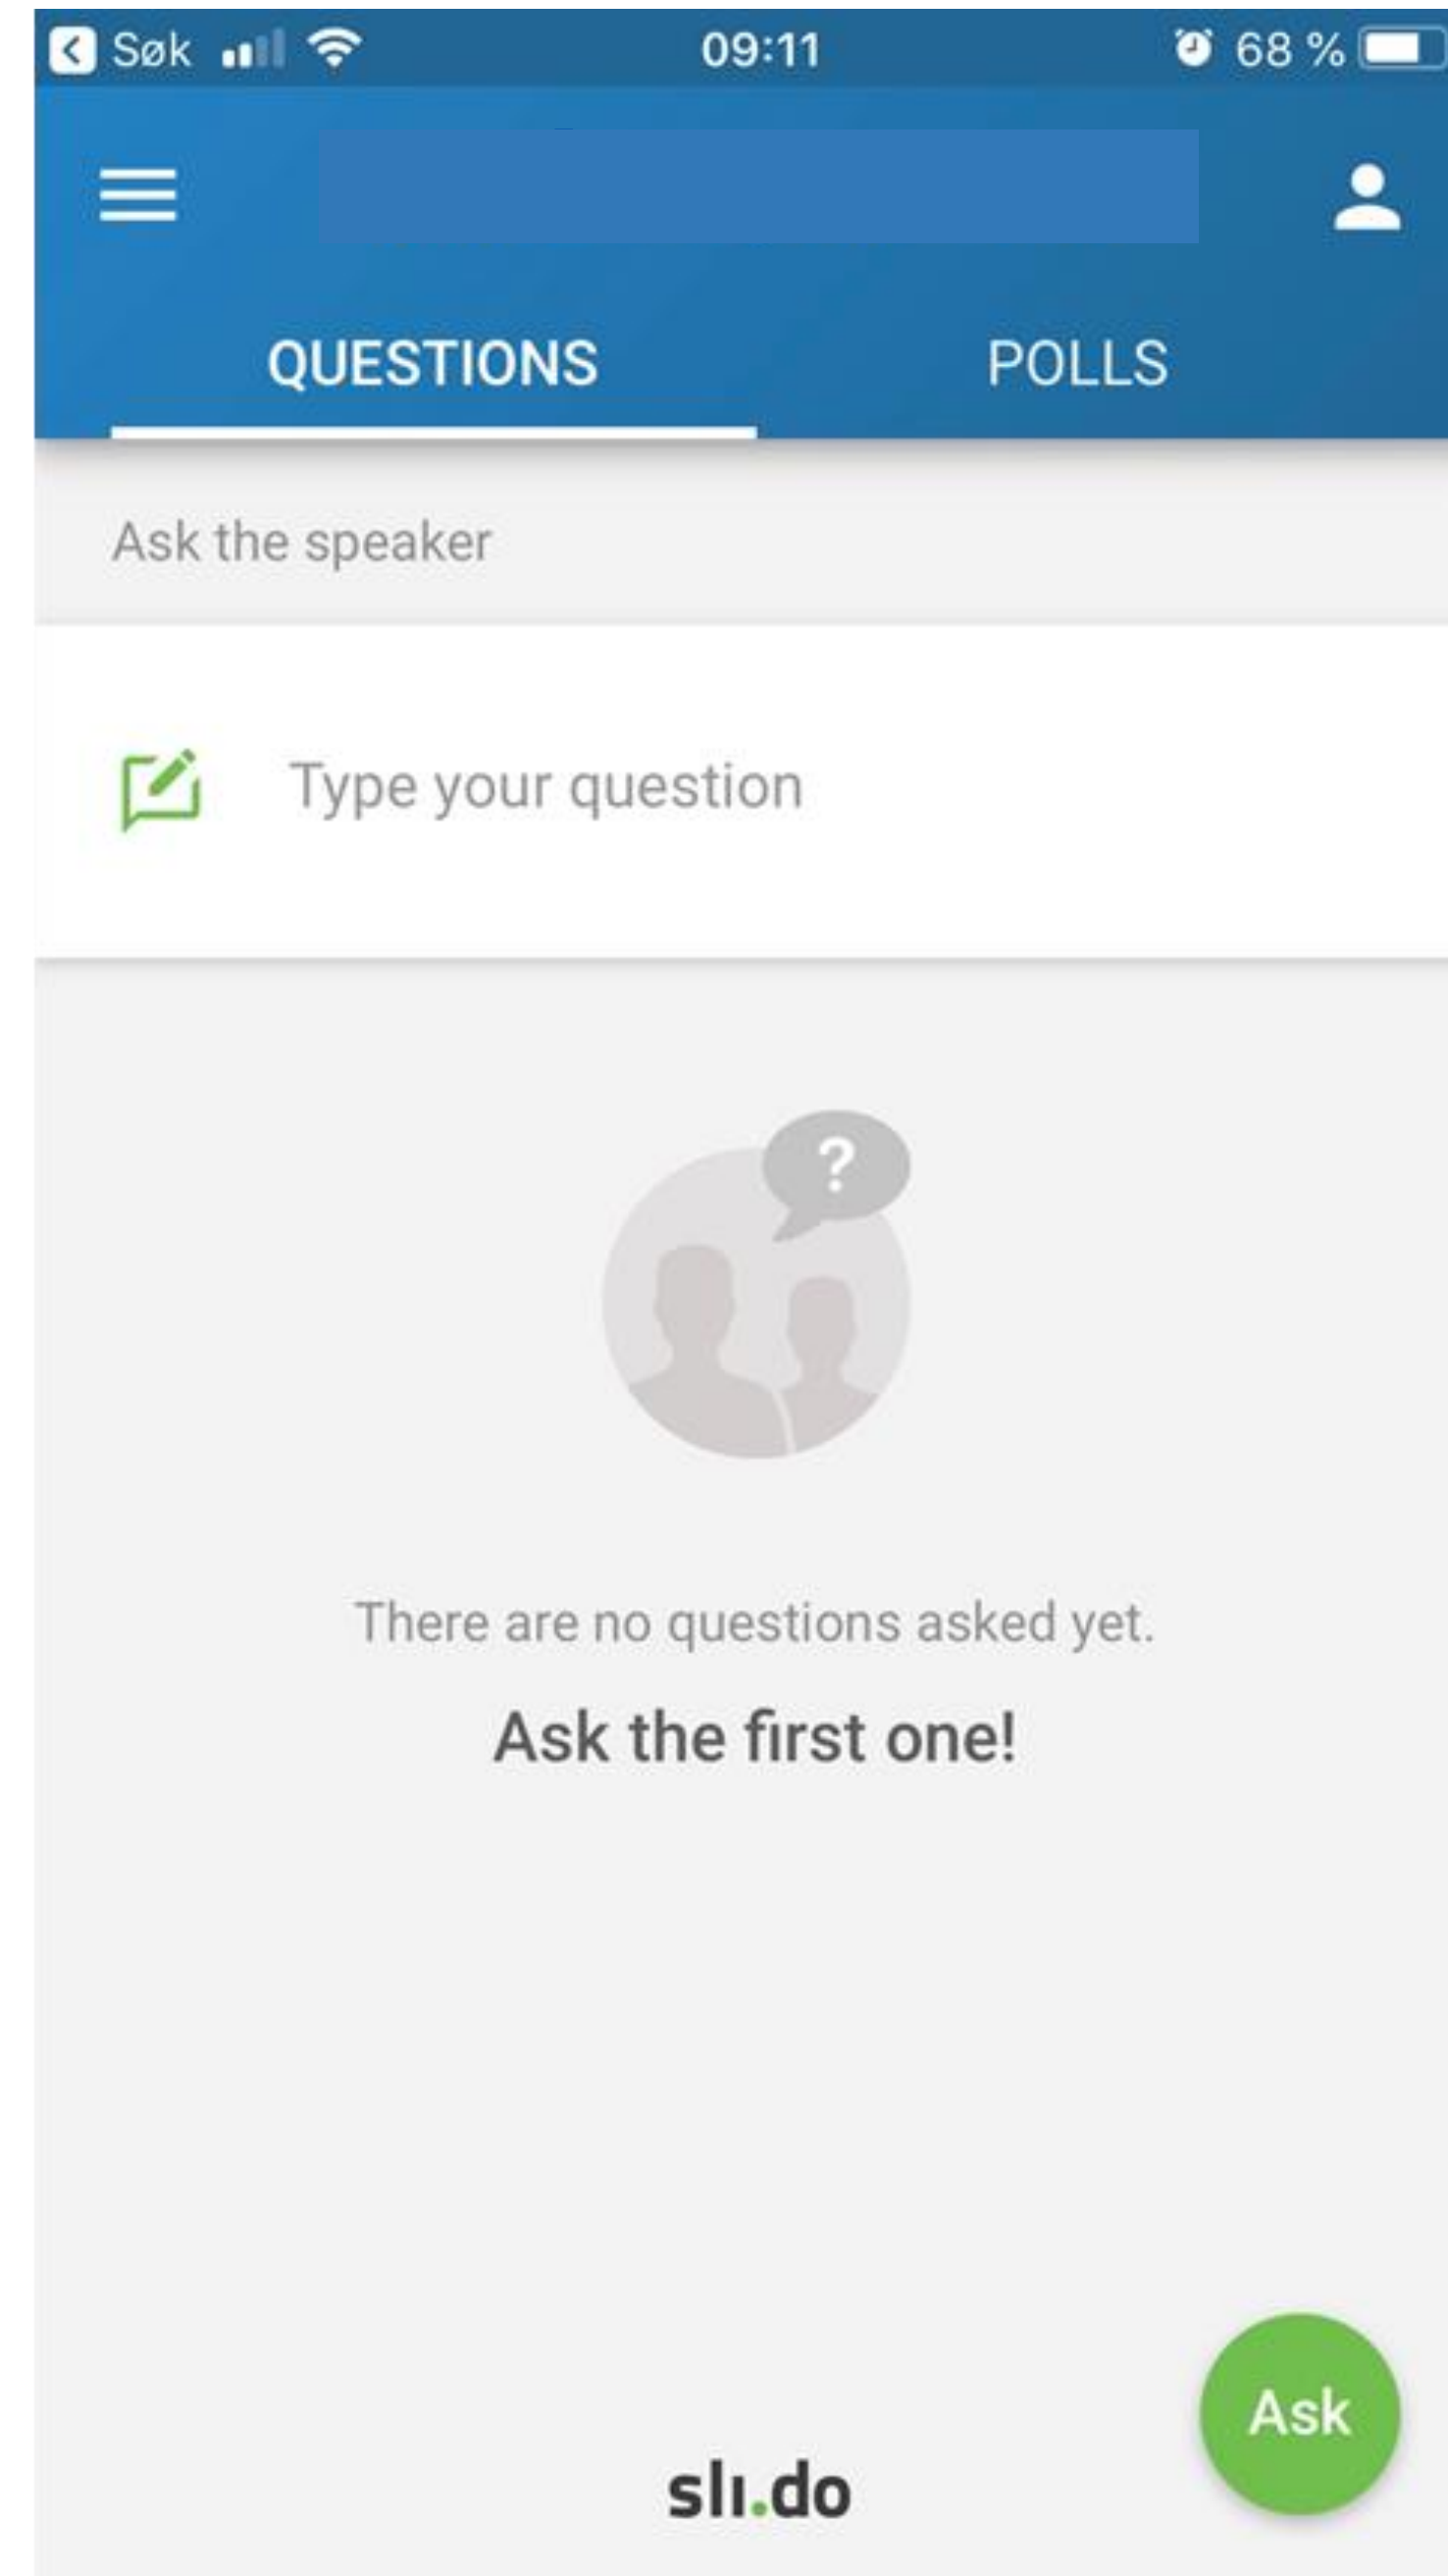 Søk 09:11 68 %
QUESTIONS POLLS
Ask the speaker
Type your question
?
There are no questions asked yet.
Ask the first one!
Ask
slı.do